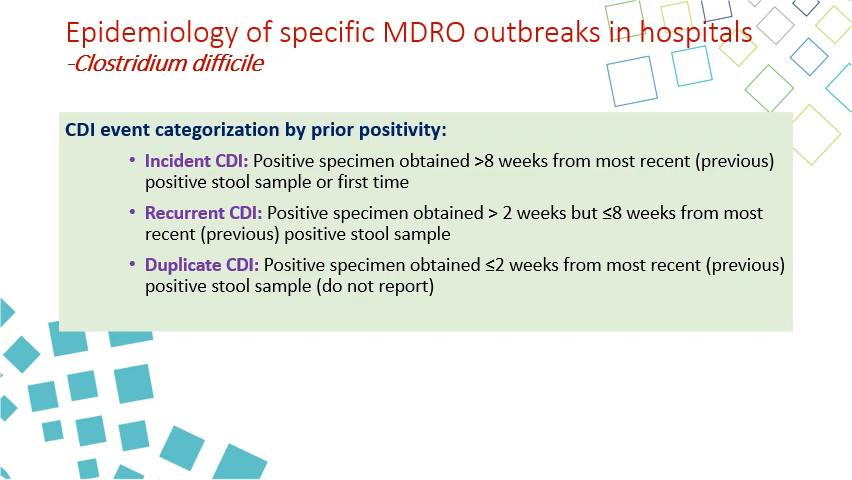 Epidemiology of specific MDRO outbreaks in hospitals
-Clostridium difficile
CDI event categorization by prior positivity:
• Incident CDI: Positive specimen obtained >8 weeks from most recent (previous)
positive stool sample or first time
• Recurrent CDI: Positive specimen obtained > 2 weeks but ≤8 weeks from most
recent (previous) positive stool sample
• Duplicate CDI: Positive specimen obtained ≤2 weeks from most recent (previous)
positive stool sample (do not report)